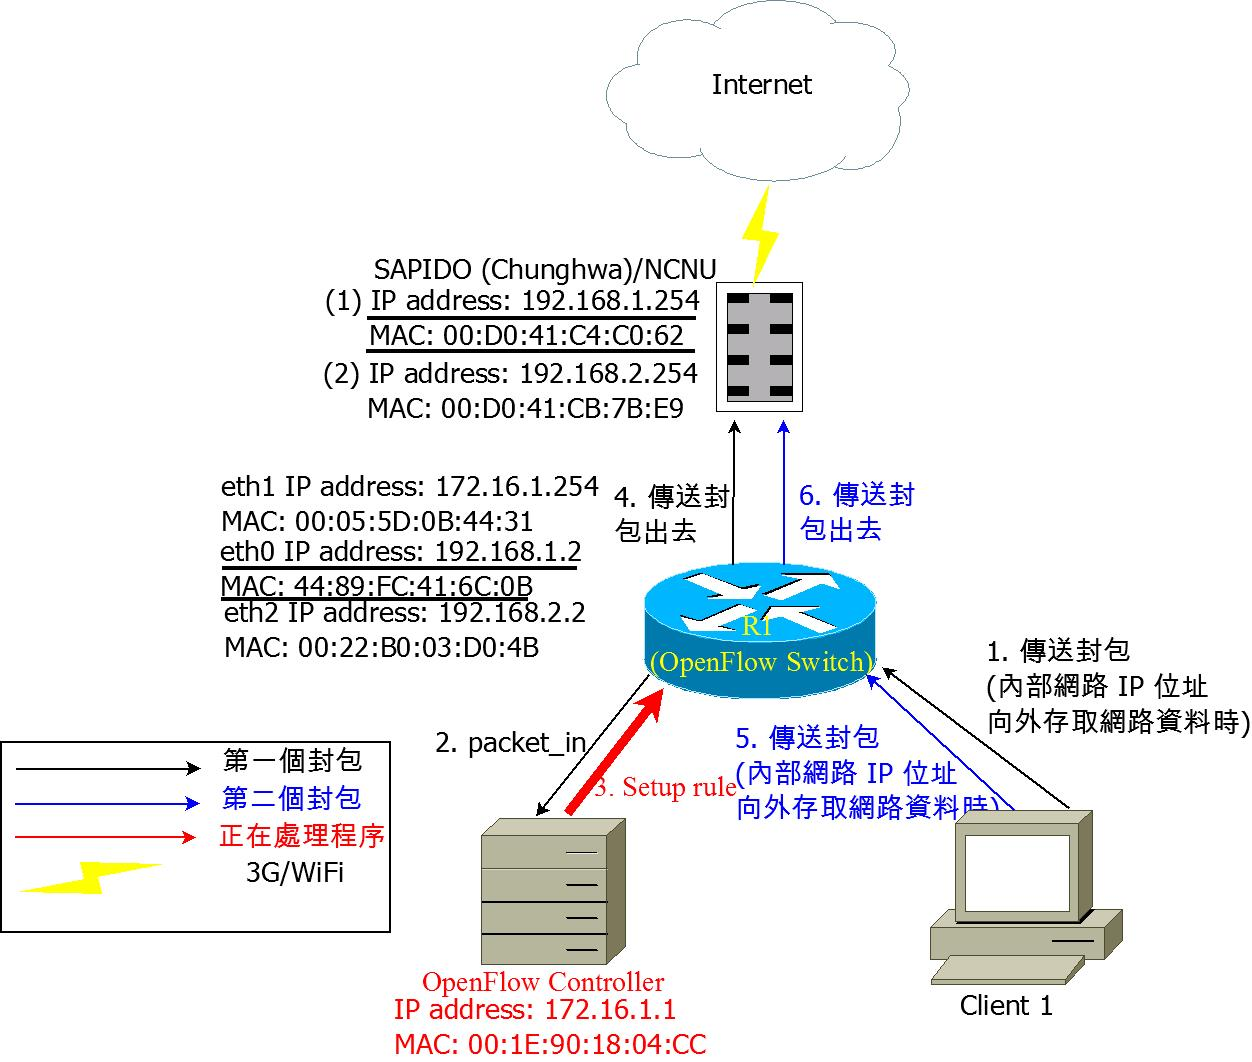 Internet
SAPIDO (Chunghwa)/NCNU
(1) IP address: 192.168.1.254
MAC: 00:D0:41:C4:C0:62
(2) IP address: 192.168.2.254
MAC: 00:D0:41:CB:7B:E9
eth1 IP address: 172.16.1.254
MAC: 00:05:5D:0B:44:31
eth0 IP address: 192.168.1.2
MAC: 44:89:FC:41:6C:0B
eth2 IP address: 192.168.2.2
MAC: 00:22:B0:03:D0:4B
4. 傳送封
包出去
6. 傳送封
包出去
R1
(OpenFlow Switch)
1. 傳送封包
(內部網路 IP 位址
向外存取網路資料時)
2. packet_in
3. Setup rule
5. 傳送封包
(內部網路 IP 位址
向外存取網路資料時)
第一個封包
第二個封包
正在處理程序
3G/WiFi
OpenFlow Controller
IP address: 172.16.1.1
MAC: 00:1E:90:18:04:CC
Client 1